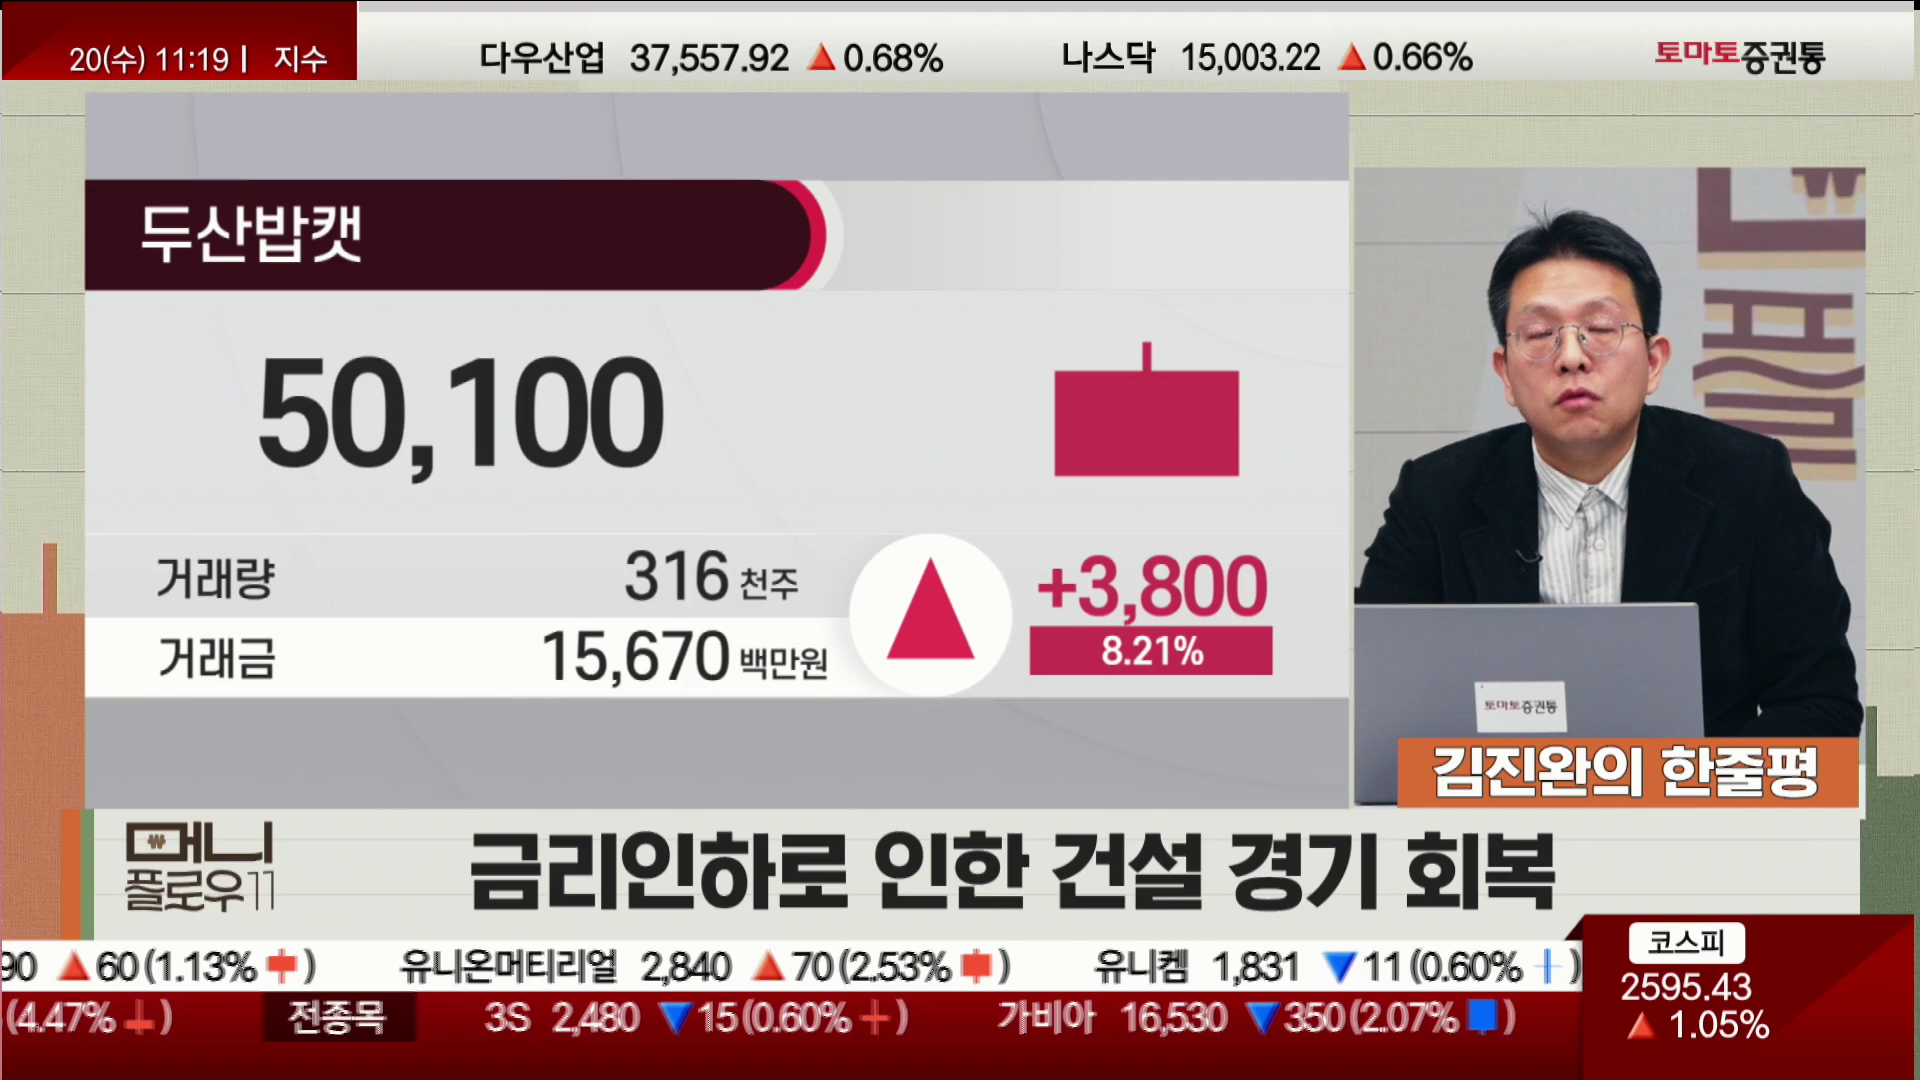 20(수) 11:19 | 지수 다우산업 37,557.92 ▲ 0.68% 나스닥 15,003.22 ▲ 0.66% 토마토증권통
두산밥캣
50,100
거래량 316 천주
거래금 15,670 백만원
+3,800
8.21%
토마토증권통
김진완의 한줄평
머니
플로우11
금리인하로 인한 건설 경기 회복
90 ▲60(1.13%) 유니온머티리얼 2,840 ▲70(2.53%) 유니켐 1,831 ▼11(0.60%)
(4.47%) 전종목 3S 2,480 ▼15(0.60%) 가비아 16,530 ▼350(2.07%)
코스피
2595.43
▲ 1.05%